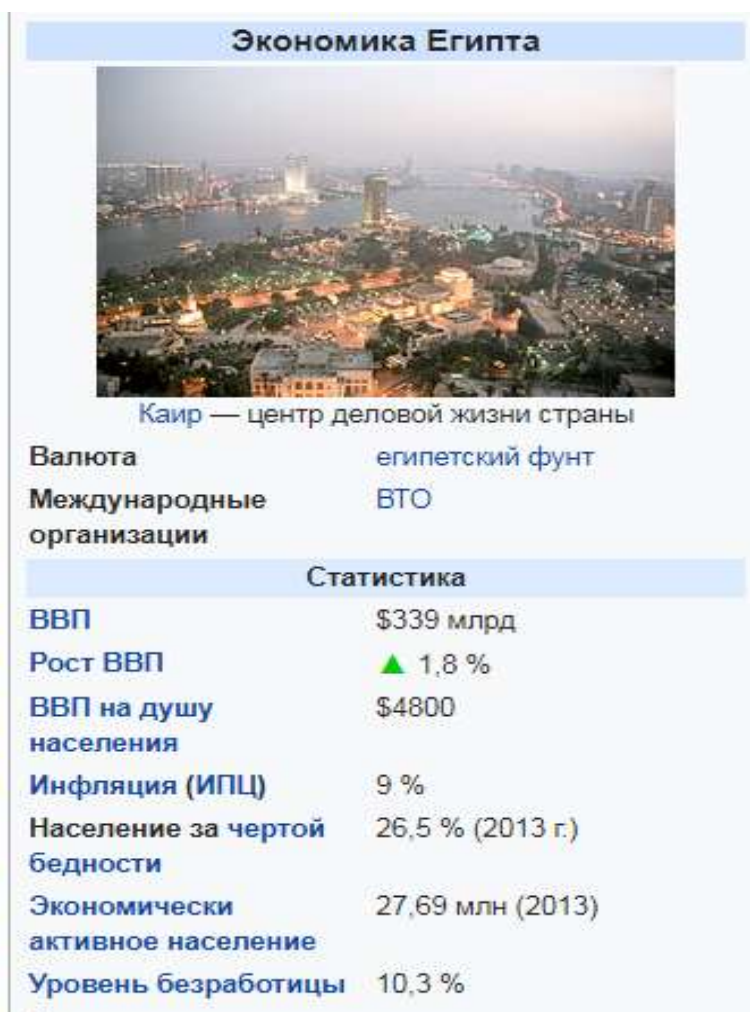 Экономика Египта
Каир — центр деловой жизни страны
Валюта египетский фунт
Международные ВТО
организации
Статистика
ВВП $339 млрд
Рост ВВП ▲ 1,8 %
ВВП на душу $4800
населения
Инфляция (ИПЦ) 9 %
Население за чертой 26,5 % (2013 г.)
бедности
Экономически 27,69 млн (2013)
активное население
Уровень безработицы 10,3 %